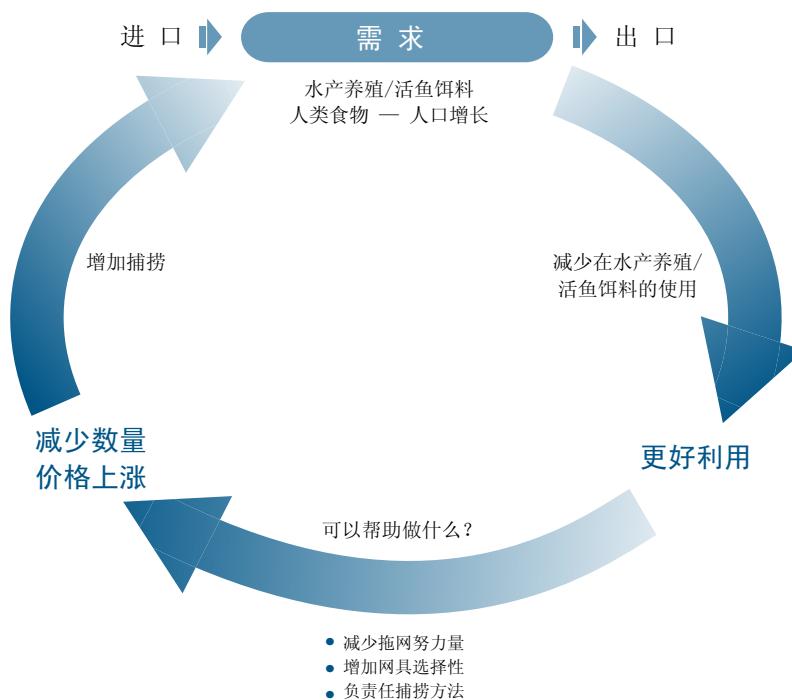 进 口
需 求
出 口
水产养殖/活鱼饵料
人类食物 — 人口增长
增加捕捞
减少在水产养殖/
活鱼饵料的使用
减少数量
价格上涨
更好利用
可以帮助做什么？
• 减少拖网努力量
• 增加网具选择性
• 负责任捕捞方法